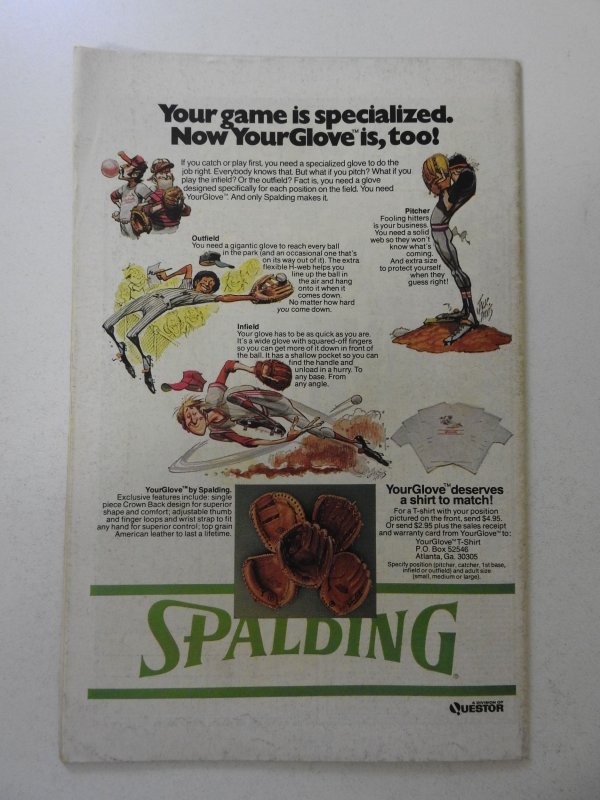 Your game is specialized.
Now YourGlove™ is, too!
If you catch or play first, you need a specialized glove to do the
job right. Everybody knows that. But what if you pitch? What if you
play the infield? Or the outfield? Fact is, you need a glove
designed specifically for each position on the field. You need
YourGlove™. And only Spalding makes it.
Pitcher
Fooling hitters
is your business.
You need a solid
web so they won't
know what's
coming.
And extra size
to protect yourself
when they
guess right!
Outfield
You need a gigantic glove to reach every ball
in the park (and an occasional one that's
on its way out of it). The extra
flexible H-web helps you
line up the ball in
the air and hang
onto it when it
comes down.
No matter how hard
you come down.
Infield
Your glove has to be as quick as you are.
It's a wide glove with squared-off fingers
so you can get more of it down in front of
the ball. It has a shallow pocket so you can
find the handle and
unload in a hurry. To
any base. From
any angle.
YourGlove™ by Spalding.
Exclusive features include: single
piece Crown Back design for superior
shape and comfort; adjustable thumb
and finger loops and wrist strap to fit
any hand for superior control; top grain
American leather to last a lifetime.
YourGlove™ deserves
a shirt to match!
For a T-shirt with your position
pictured on the front, send $4.95.
Or send $2.95 plus the sales receipt
and warranty card from YourGlove™ to:
YourGlove™ T-Shirt
P.O. Box 52546
Atlanta, Ga. 30305
Specify position (pitcher, catcher, 1st base,
infield or outfield) and adult size
(small, medium or large).
SPALDING®
A DIVISION OF
QUESTOR